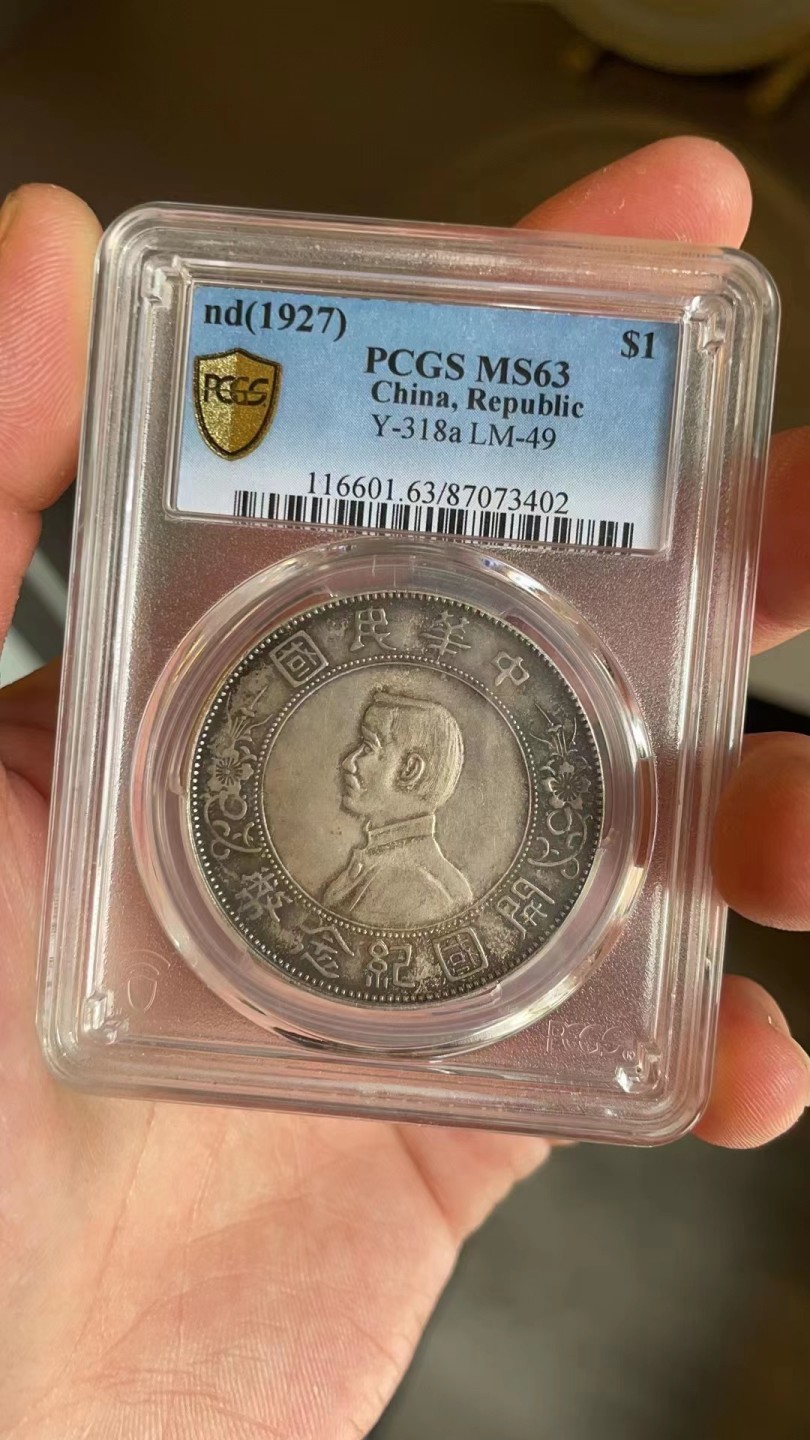 nd(1927)
$1
PCGS
PCGS MS63
China, Republic
Y-318a LM-49
116601.63/87073402
中華民國
開國紀念幣
PCGS